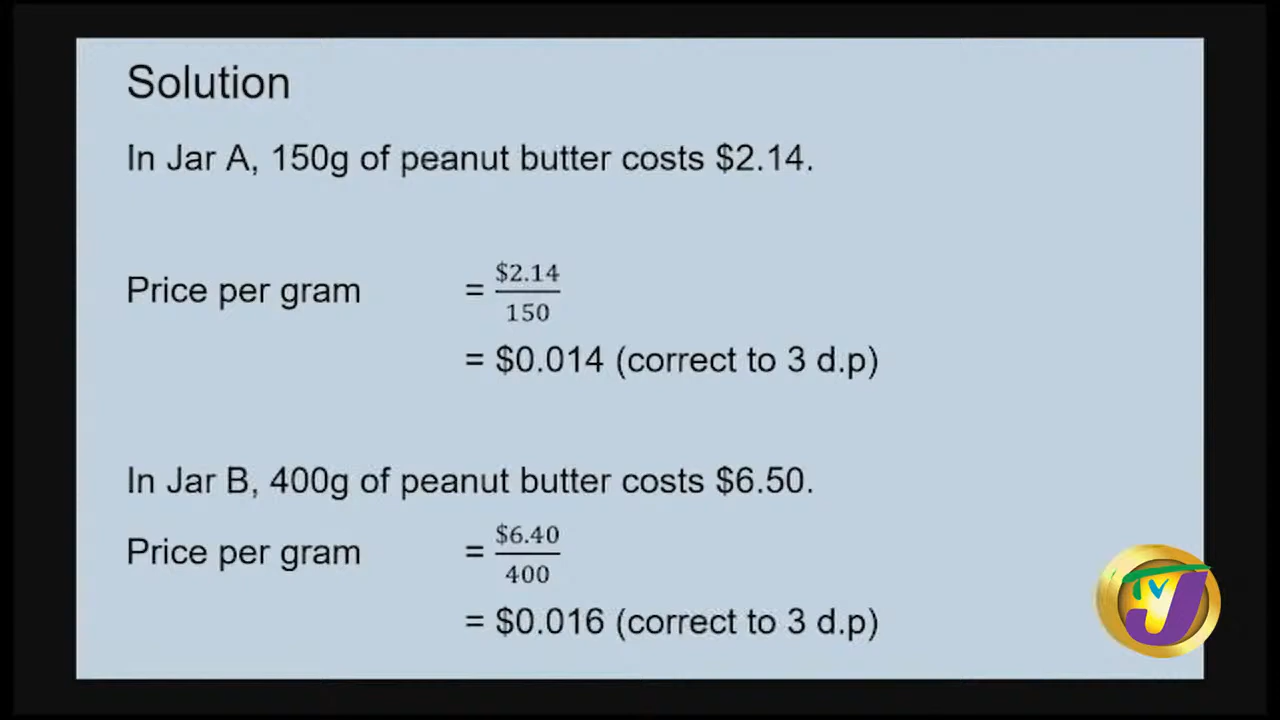 Solution
In Jar A, 150g of peanut butter costs $2.14.
Price per gram = $2.14/150
= $0.014 (correct to 3 d.p)
In Jar B, 400g of peanut butter costs $6.50.
Price per gram = $6.40/400
= $0.016 (correct to 3 d.p)
TVJ